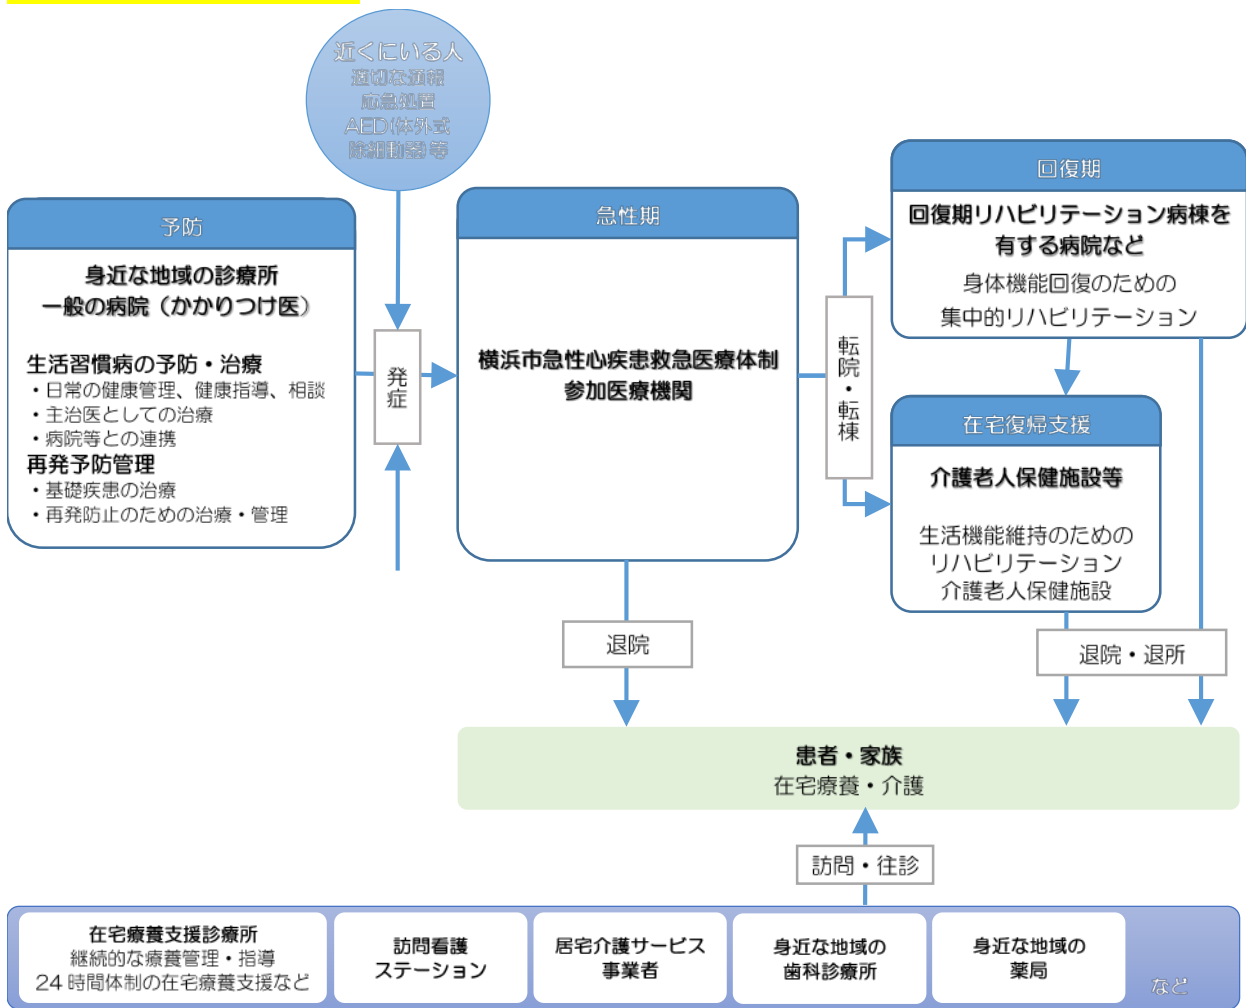 近くにいる人
適切な通報
応急処置
AED(体外式
除細動器)等
予防
身近な地域の診療所
一般の病院（かかりつけ医）
生活習慣病の予防・治療
・日常の健康管理、健康指導、相談
・主治医としての治療
・病院等との連携
再発予防管理
・基礎疾患の治療
・再発防止のための治療・管理
発症
急性期
横浜市急性心疾患救急医療体制
参加医療機関
転院・転棟
回復期
回復期リハビリテーション病棟を
有する病院など
身体機能回復のための
集中的リハビリテーション
在宅復帰支援
介護老人保健施設等
生活機能維持のための
リハビリテーション
介護老人保健施設
退院
退院・退所
患者・家族
在宅療養・介護
訪問・往診
在宅療養支援診療所
継続的な療養管理・指導
24 時間体制の在宅療養支援など
訪問看護
ステーション
居宅介護サービス
事業者
身近な地域の
歯科診療所
身近な地域の
薬局
など